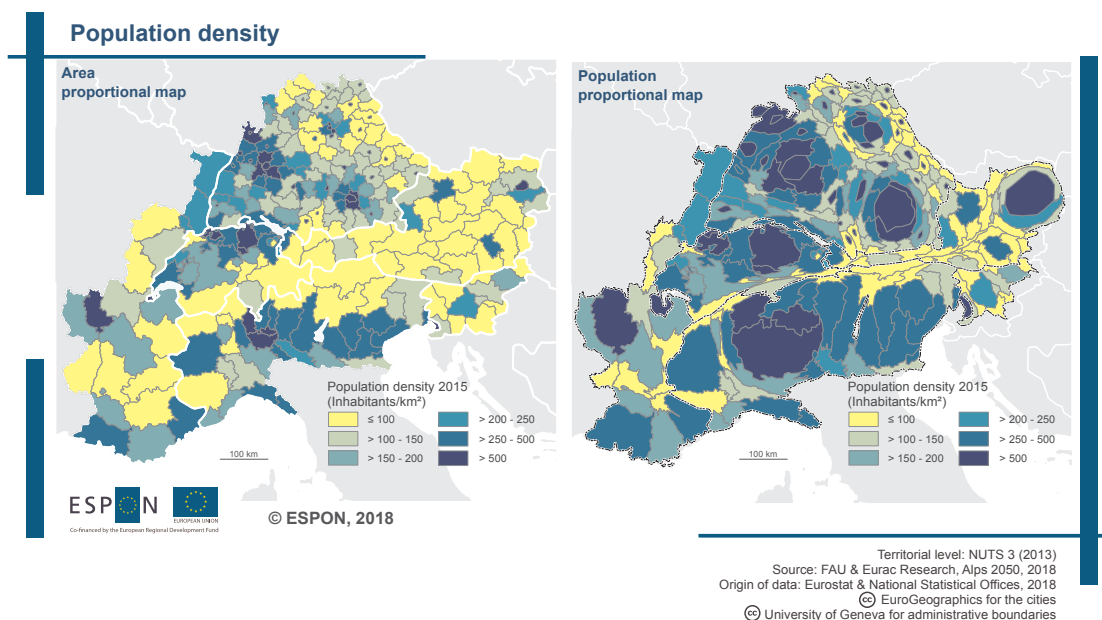 Population density
Area
proportional map
Population density 2015
(Inhabitants/km²)
≤ 100
> 100 - 150
> 150 - 200
> 200 - 250
> 250 - 500
> 500
100 km
Population
proportional map
Population density 2015
(Inhabitants/km²)
≤ 100
> 100 - 150
> 150 - 200
> 200 - 250
> 250 - 500
> 500
100 km
ESPON
EUROPEAN UNION
Co-financed by the European Regional Development Fund
© ESPON, 2018
Territorial level: NUTS 3 (2013)
Source: FAU & Eurac Research, Alps 2050, 2018
Origin of data: Eurostat & National Statistical Offices, 2018
cc EuroGeographics for the cities
cc University of Geneva for administrative boundaries